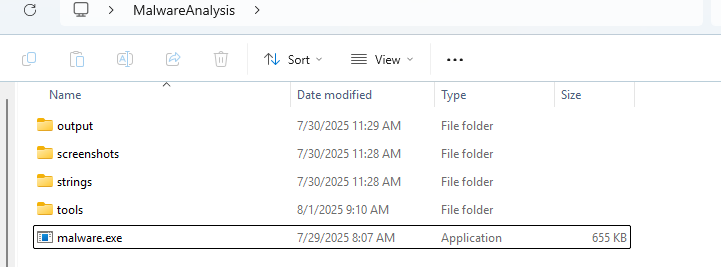 MalwareAnalysis
Sort View
Name Date modified Type Size
output 7/30/2025 11:29 AM File folder
screenshots 7/30/2025 11:28 AM File folder
strings 7/30/2025 11:28 AM File folder
tools 8/1/2025 9:10 AM File folder
malware.exe 7/29/2025 8:07 AM Application 655 KB